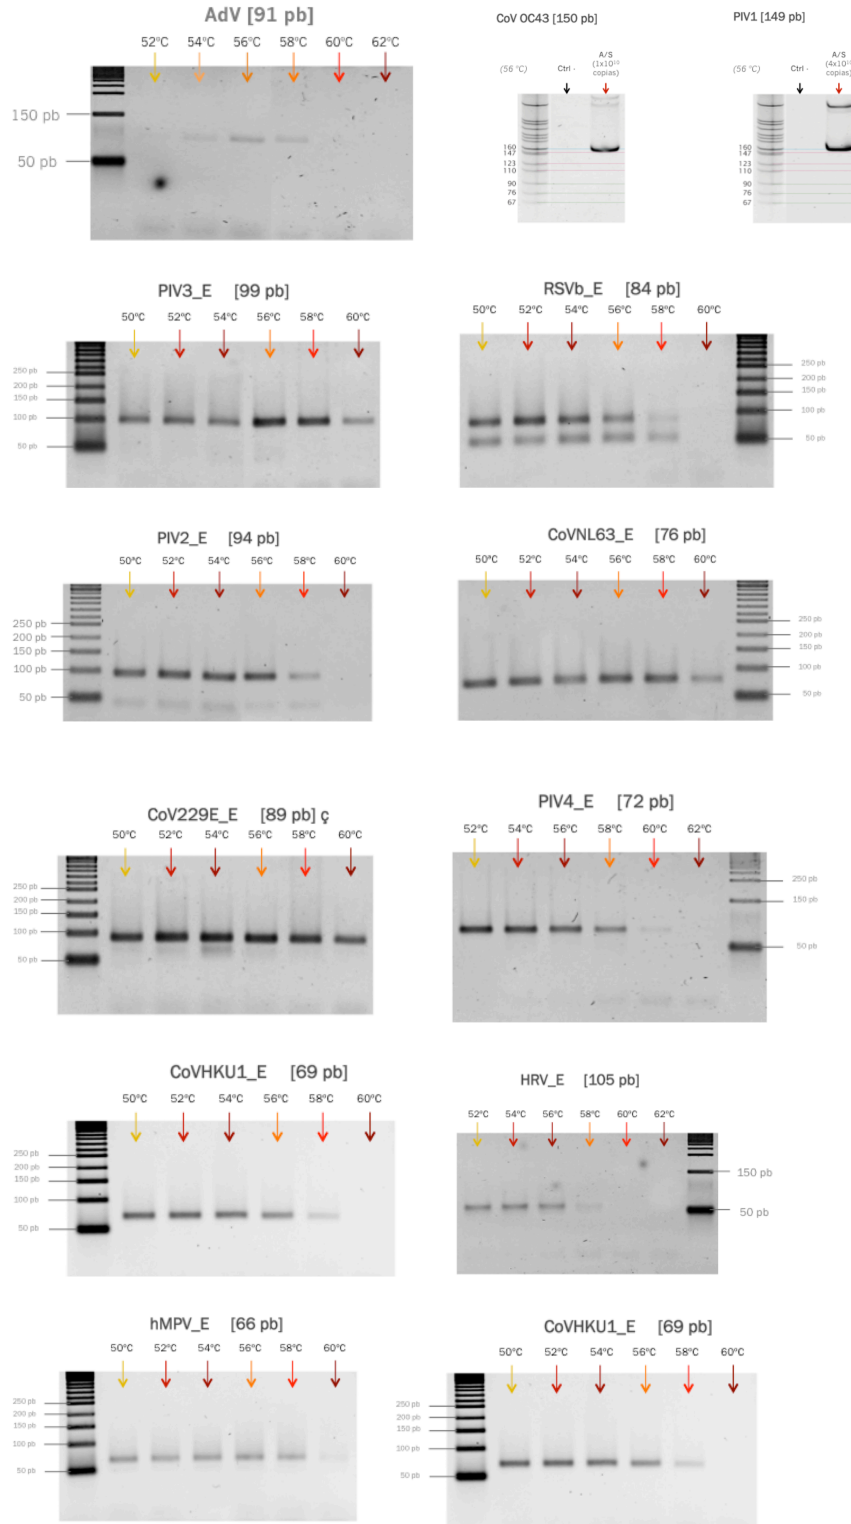 AdV [91 pb]
52°C 54°C 56°C 58°C 60°C 62°C
150 pb
50 pb
CoV OC43 [150 pb]
(56 °C) Ctrl - A/S
(1x10¹⁰
copias)
160
147
123
110
90
76
67
PIV1 [149 pb]
(56 °C) Ctrl - A/S
(4x10¹⁰
copias)
160
147
123
110
90
76
67
PIV3_E [99 pb]
50°C 52°C 54°C 56°C 58°C 60°C
250 pb
200 pb
150 pb
100 pb
50 pb
RSVb_E [84 pb]
50°C 52°C 54°C 56°C 58°C 60°C
250 pb
200 pb
150 pb
100 pb
50 pb
PIV2_E [94 pb]
50°C 52°C 54°C 56°C 58°C 60°C
250 pb
200 pb
150 pb
100 pb
50 pb
CoVNL63_E [76 pb]
50°C 52°C 54°C 56°C 58°C 60°C
250 pb
200 pb
150 pb
100 pb
50 pb
CoV229E_E [89 pb] ç
50°C 52°C 54°C 56°C 58°C 60°C
250 pb
200 pb
150 pb
100 pb
50 pb
PIV4_E [72 pb]
52°C 54°C 56°C 58°C 60°C 62°C
250 pb
150 pb
50 pb
CoVHKU1_E [69 pb]
50°C 52°C 54°C 56°C 58°C 60°C
250 pb
200 pb
150 pb
100 pb
50 pb
HRV_E [105 pb]
52°C 54°C 56°C 58°C 60°C 62°C
150 pb
50 pb
hMPV_E [66 pb]
50°C 52°C 54°C 56°C 58°C 60°C
250 pb
200 pb
150 pb
100 pb
50 pb
CoVHKU1_E [69 pb]
50°C 52°C 54°C 56°C 58°C 60°C
250 pb
200 pb
150 pb
100 pb
50 pb